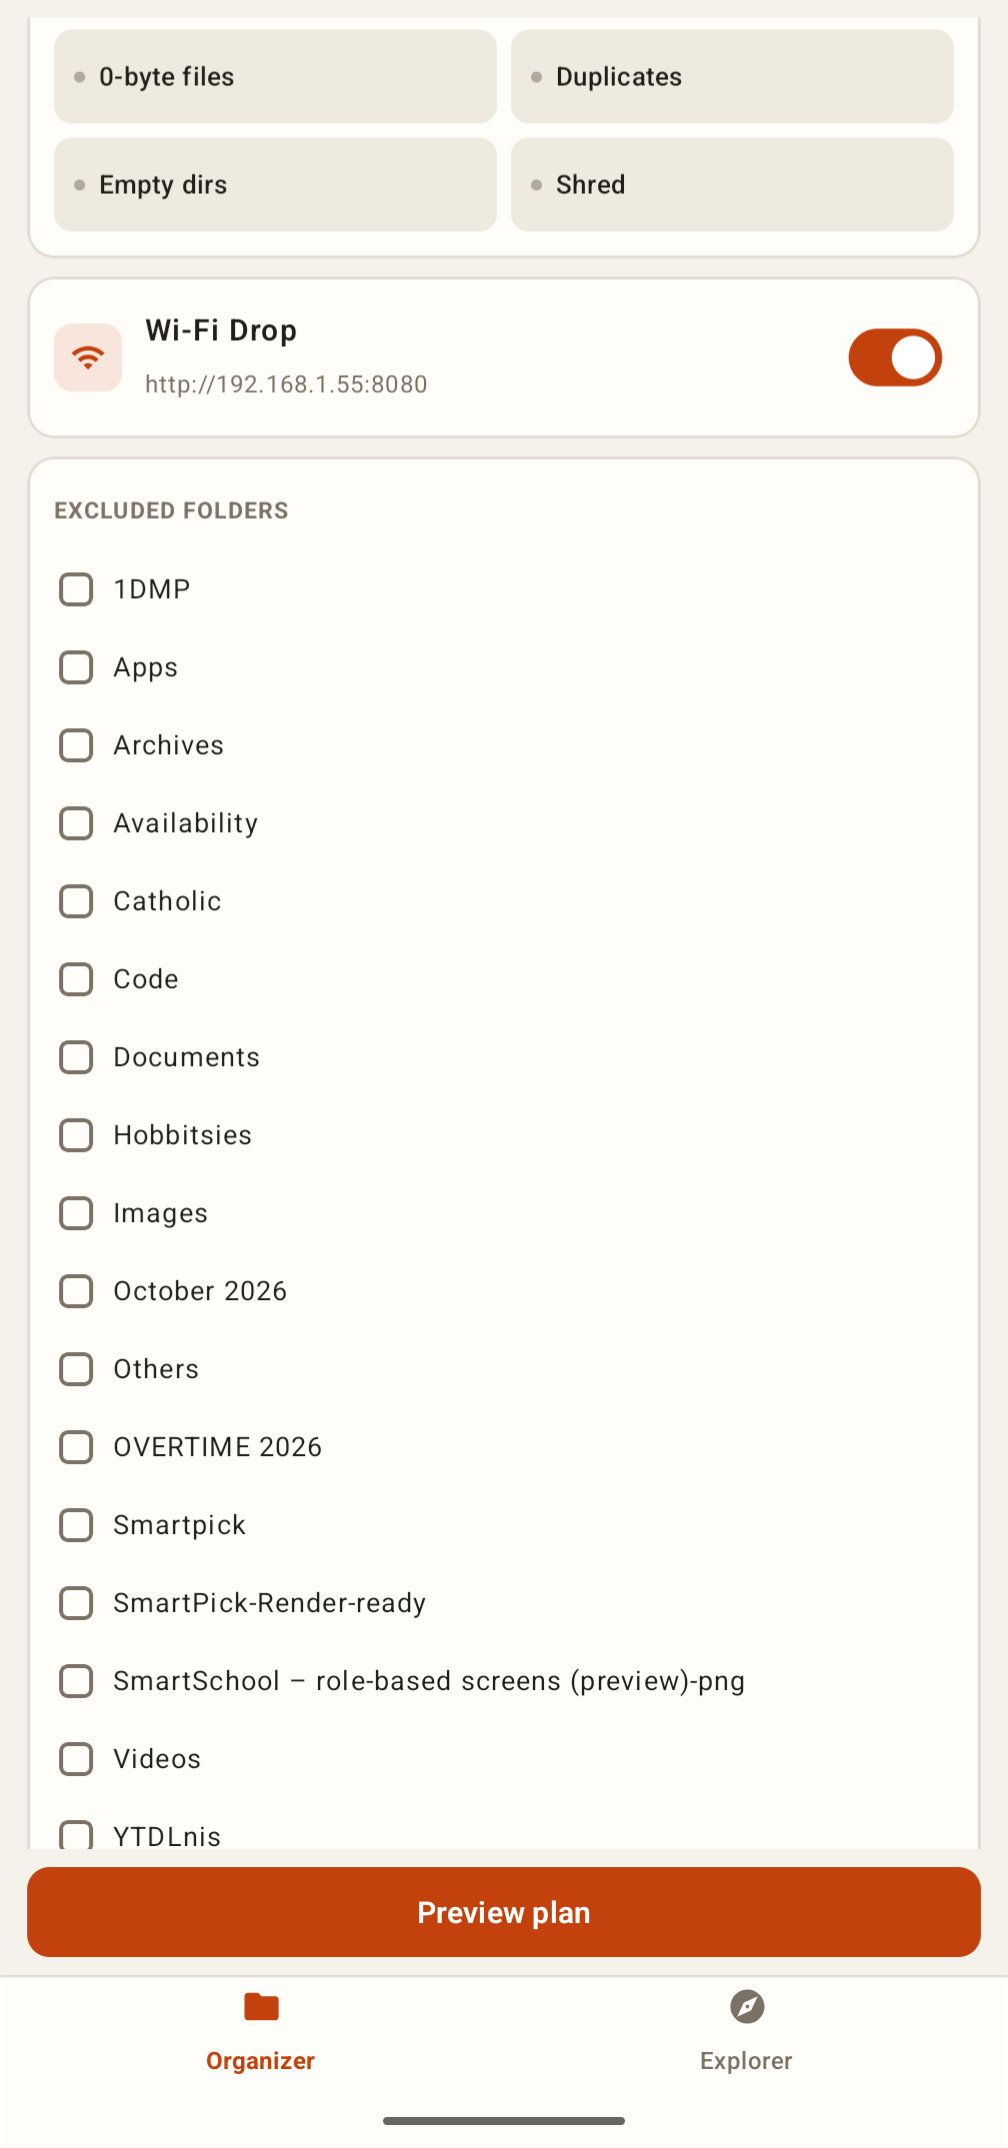 0-byte files
Duplicates
Empty dirs
Shred
Wi-Fi Drop
http://192.168.1.55:8080
EXCLUDED FOLDERS
1DMP
Apps
Archives
Availability
Catholic
Code
Documents
Hobbitsies
Images
October 2026
Others
OVERTIME 2026
Smartpick
SmartPick-Render-ready
SmartSchool – role-based screens (preview)-png
Videos
YTDLnis
Preview plan
Organizer
Explorer